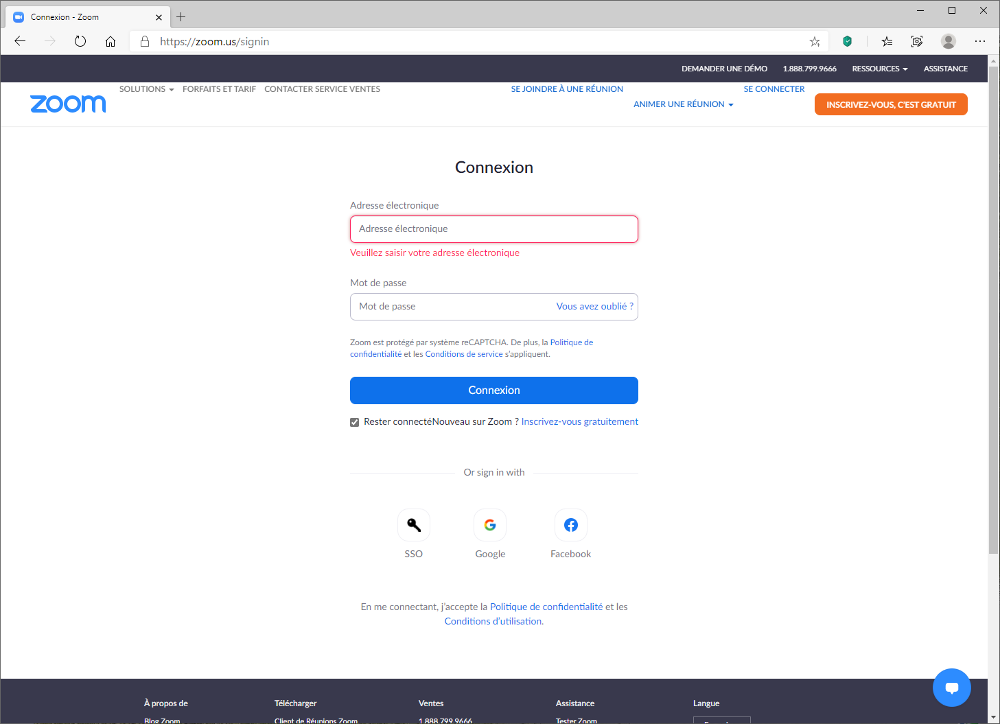 Connexion - Zoom
https://zoom.us/signin
DEMANDER UNE DÉMO 1.888.799.9666 RESSOURCES ASSISTANCE
zoom
SOLUTIONS FORFAITS ET TARIF CONTACTER SERVICE VENTES SE JOINDRE À UNE RÉUNION SE CONNECTER
ANIMER UNE RÉUNION
INSCRIVEZ-VOUS, C'EST GRATUIT
Connexion
Adresse électronique
Adresse électronique
Veuillez saisir votre adresse électronique
Mot de passe
Mot de passe Vous avez oublié ?
Zoom est protégé par système reCAPTCHA. De plus, la Politique de
confidentialité et les Conditions de service s'appliquent.
Connexion
Rester connectéNouveau sur Zoom ? Inscrivez-vous gratuitement
Or sign in with
SSO Google Facebook
En me connectant, j'accepte la Politique de confidentialité et les
Conditions d'utilisation.
À propos de Télécharger Ventes Assistance Langue
Blog Zoom Client de Réunions Zoom 1.888.799.9666 Tester Zoom